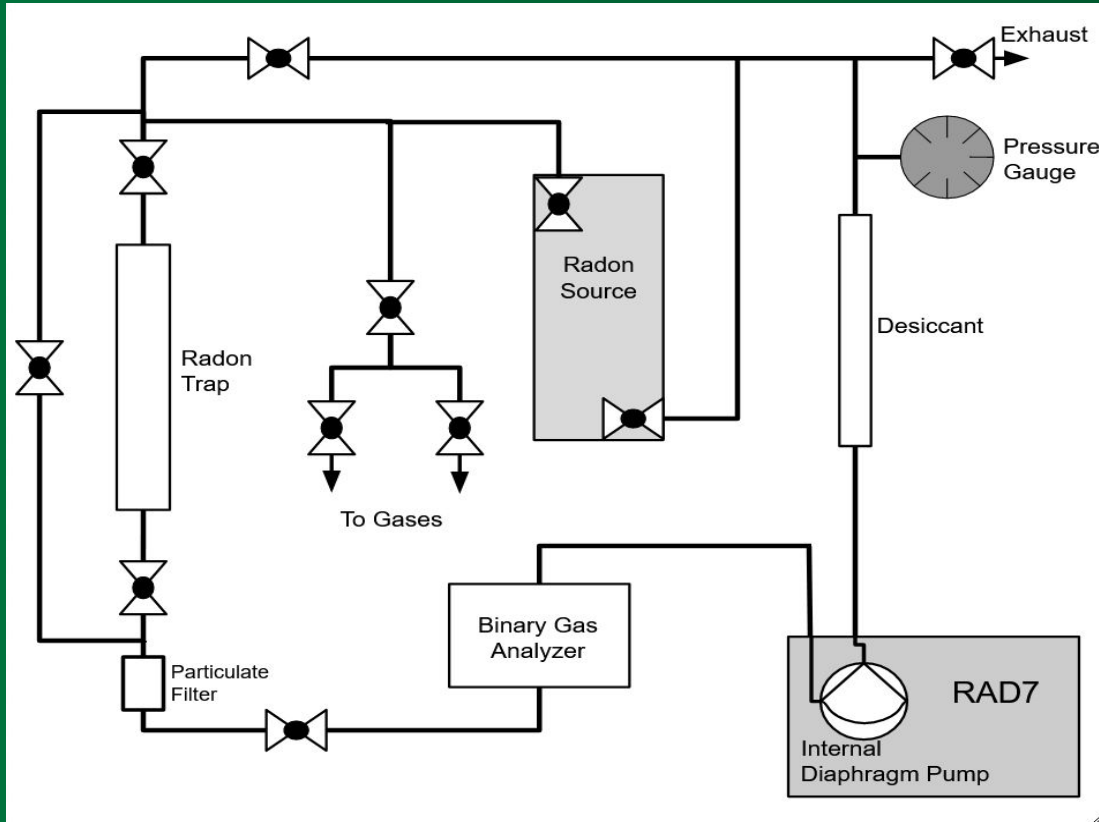 Exhaust
Pressure
Gauge
Radon
Source
Desiccant
Radon
Trap
To Gases
Binary Gas
Analyzer
Particulate
Filter
RAD7
Internal
Diaphragm Pump